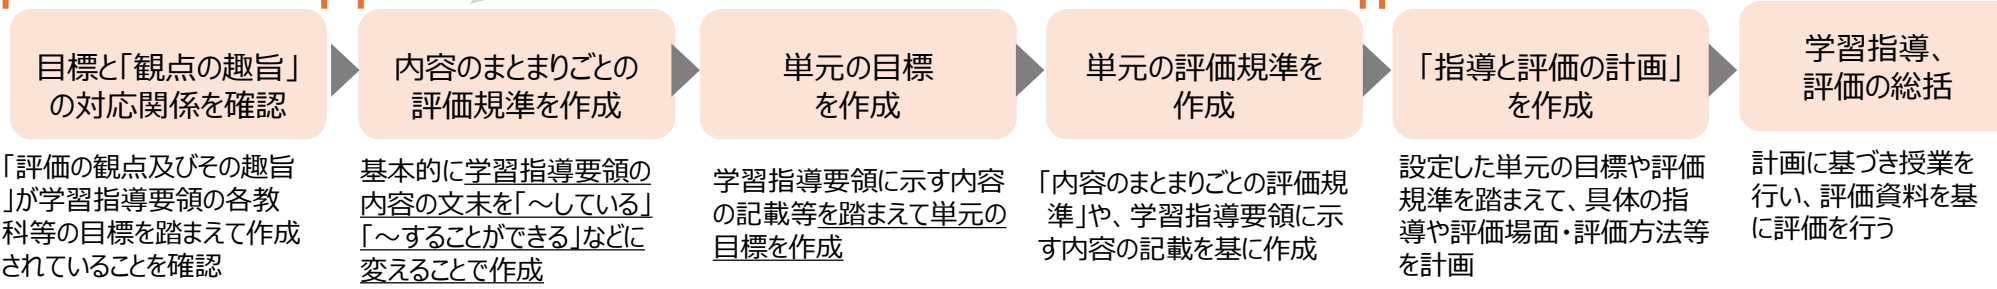 目標と「観点の趣旨」
の対応関係を確認
内容のまとまりごとの
評価規準を作成
単元の目標
を作成
単元の評価規準を
作成
「指導と評価の計画」
を作成
学習指導、
評価の総括
「評価の観点及びその趣旨
」が学習指導要領の各教
科等の目標を踏まえて作成
されていることを確認
基本的に学習指導要領の
内容の文末を「~している」
「~することができる」などに
変えることで作成
学習指導要領に示す内容
の記載等を踏まえて単元の
目標を作成
「内容のまとまりごとの評価規
準」や、学習指導要領に示
す内容の記載を基に作成
設定した単元の目標や評価
規準を踏まえて、具体の指
導や評価場面・評価方法等
を計画
計画に基づき授業を
行い、評価資料を基
に評価を行う